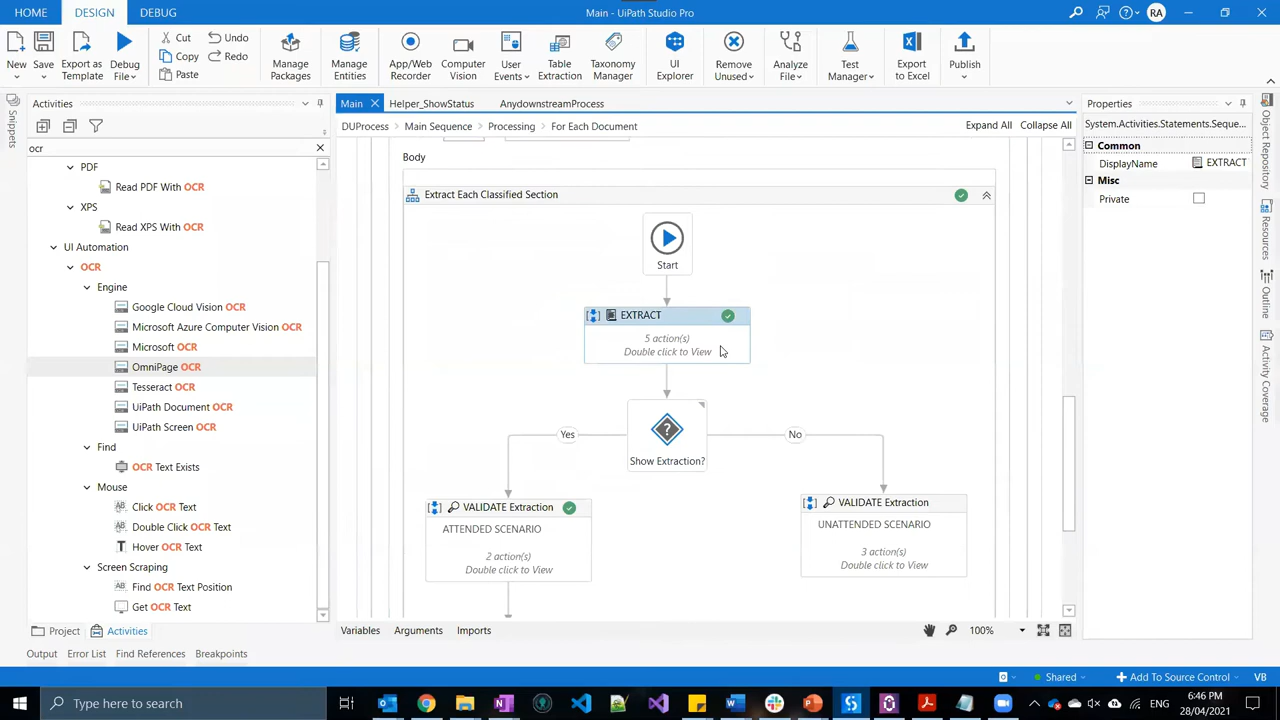 HOME DESIGN DEBUG Main - UiPath Studio Pro RA
New Save Export as Template Debug File Cut Copy Paste Undo Redo Manage Packages Manage Entities App/Web Recorder Computer Vision User Events Table Extraction Taxonomy Manager UI Explorer Remove Unused Analyze File Test Manager Export to Excel Publish
Snippets
Activities
ocr
PDF
Read PDF With OCR
XPS
Read XPS With OCR
UI Automation
OCR
Engine
Google Cloud Vision OCR
Microsoft Azure Computer Vision OCR
Microsoft OCR
OmniPage OCR
Tesseract OCR
UiPath Document OCR
UiPath Screen OCR
Find
OCR Text Exists
Mouse
Click OCR Text
Double Click OCR Text
Hover OCR Text
Screen Scraping
Find OCR Text Position
Get OCR Text
Project Activities
Main Helper_ShowStatus AnydownstreamProcess
DUProcess Main Sequence Processing For Each Document Expand All Collapse All
Body
Extract Each Classified Section
Start
EXTRACT
5 action(s)
Double click to View
Show Extraction?
Yes
No
VALIDATE Extraction
ATTENDED SCENARIO
2 action(s)
Double click to View
VALIDATE Extraction
UNATTENDED SCENARIO
3 action(s)
Double click to View
Variables Arguments Imports 100%
Properties
System.Activities.Statements.Seque...
Common
DisplayName EXTRACT
Misc
Private
Object Repository
Resources
Outline
Activity Coverage
Output Error List Find References Breakpoints
Shared Add To Source Control VB
Type here to search
ENG
6:46 PM
28/04/2021